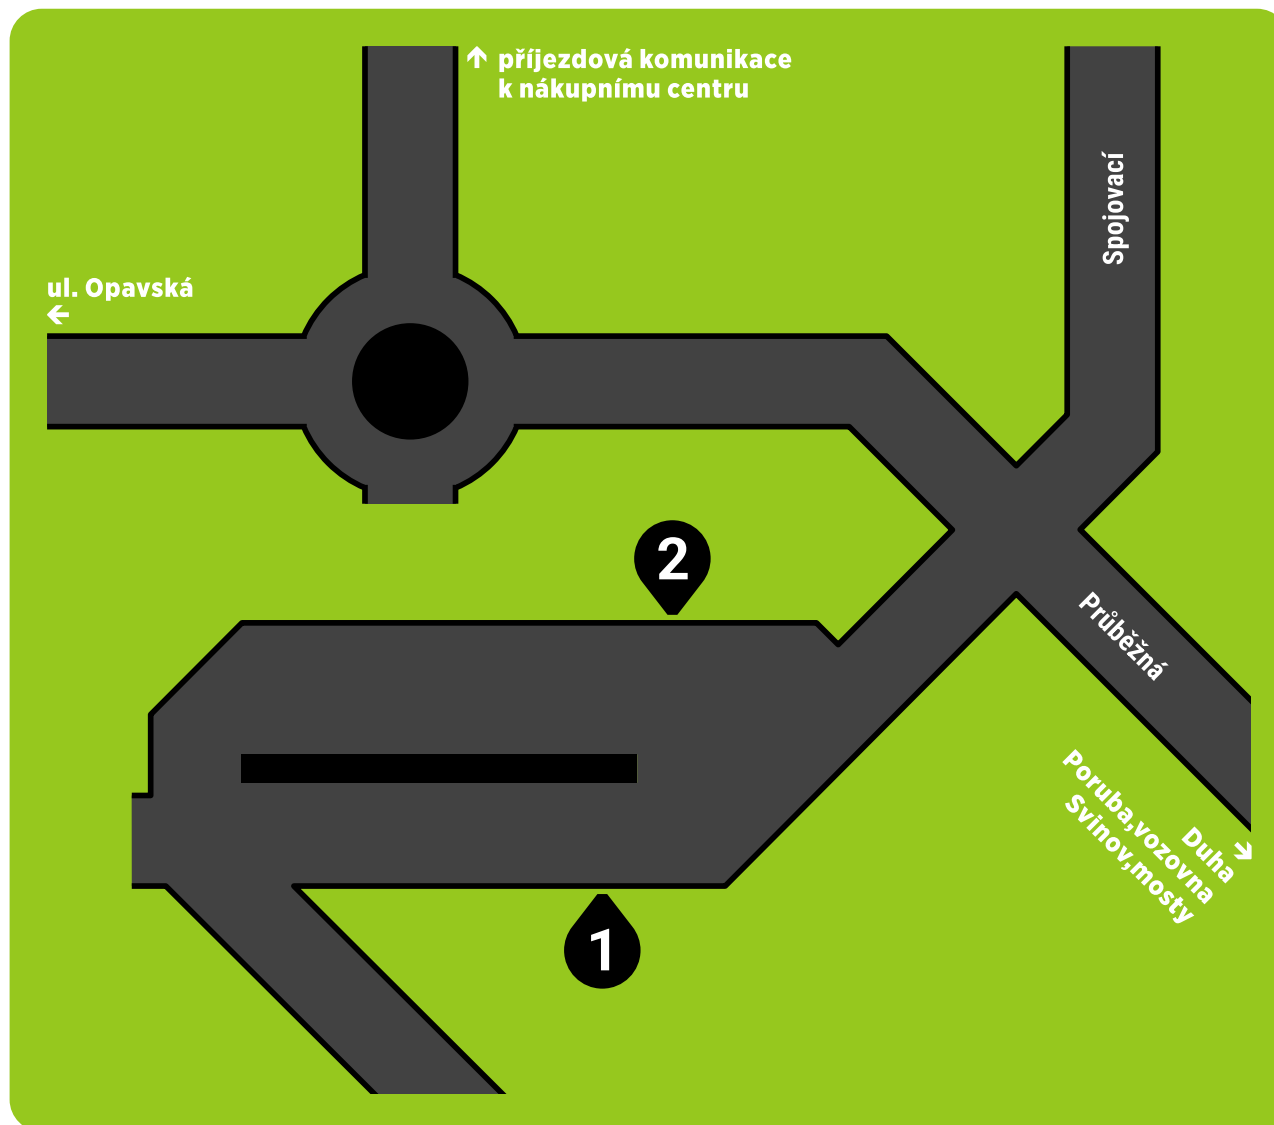 příjezdová komunikace
k nákupnímu centru
Spojovací
ul. Opavská
2
Průběžná
Duha
Poruba,vozovna
Svinov,mosty
1